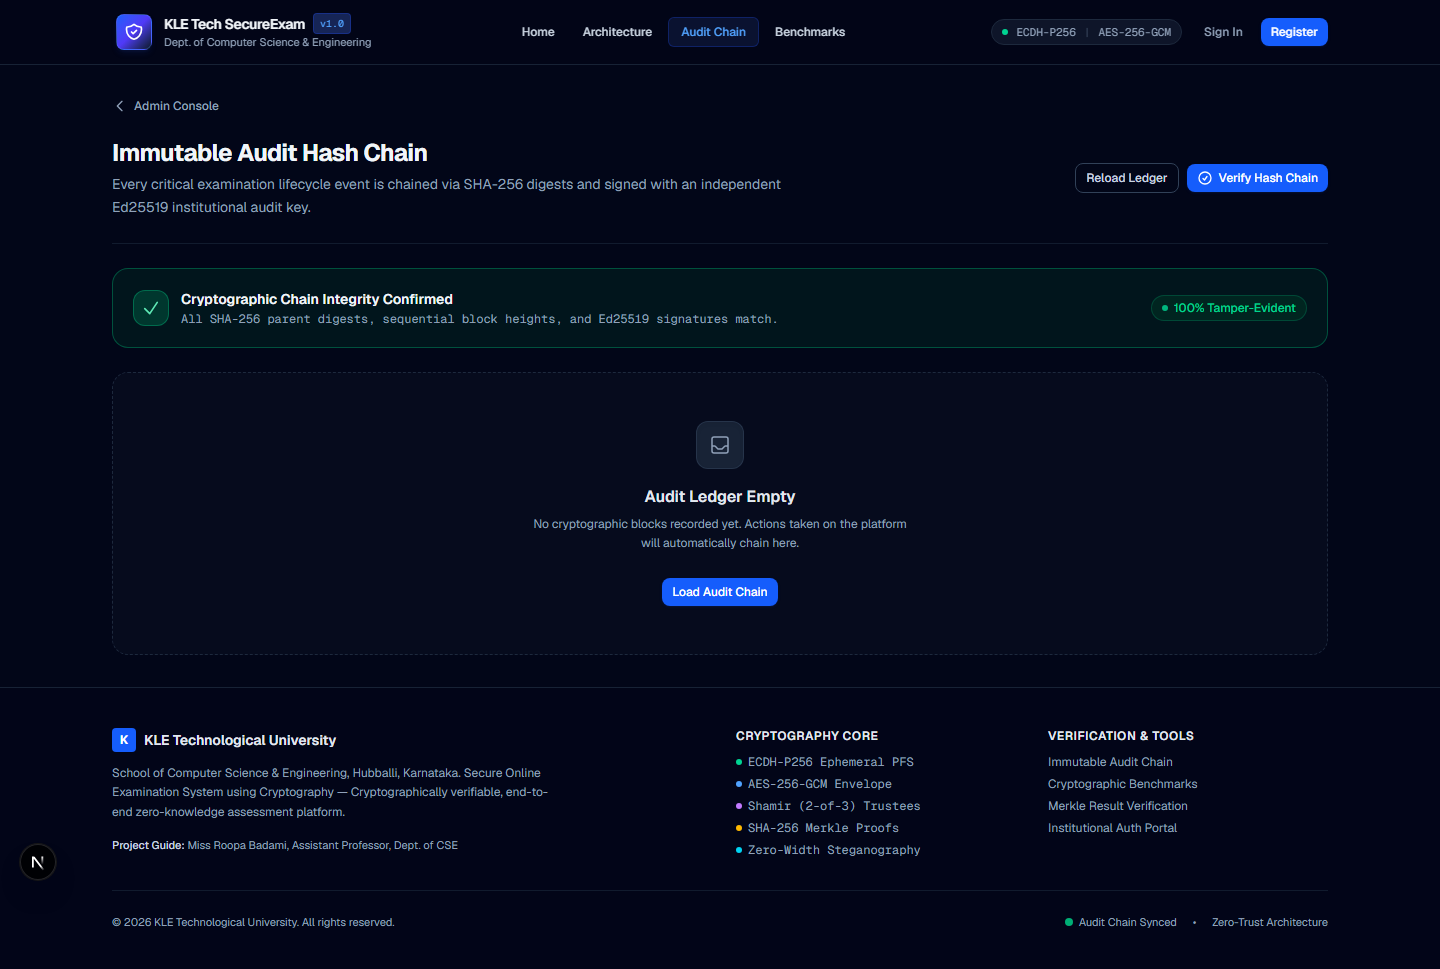 KLE Tech SecureExam v1.0
Dept. of Computer Science & Engineering
Home Architecture Audit Chain Benchmarks
ECDH-P256 | AES-256-GCM Sign In Register
Admin Console
Immutable Audit Hash Chain
Every critical examination lifecycle event is chained via SHA-256 digests and signed with an independent
Ed25519 institutional audit key.
Reload Ledger Verify Hash Chain
Cryptographic Chain Integrity Confirmed
All SHA-256 parent digests, sequential block heights, and Ed25519 signatures match.
100% Tamper-Evident
Audit Ledger Empty
No cryptographic blocks recorded yet. Actions taken on the platform
will automatically chain here.
Load Audit Chain
K KLE Technological University
School of Computer Science & Engineering, Hubballi, Karnataka. Secure Online
Examination System using Cryptography — Cryptographically verifiable, end-to-
end zero-knowledge assessment platform.
Project Guide: Miss Roopa Badami, Assistant Professor, Dept. of CSE
CRYPTOGRAPHY CORE
ECDH-P256 Ephemeral PFS
AES-256-GCM Envelope
Shamir (2-of-3) Trustees
SHA-256 Merkle Proofs
Zero-Width Steganography
VERIFICATION & TOOLS
Immutable Audit Chain
Cryptographic Benchmarks
Merkle Result Verification
Institutional Auth Portal
N
© 2026 KLE Technological University. All rights reserved.
Audit Chain Synced • Zero-Trust Architecture